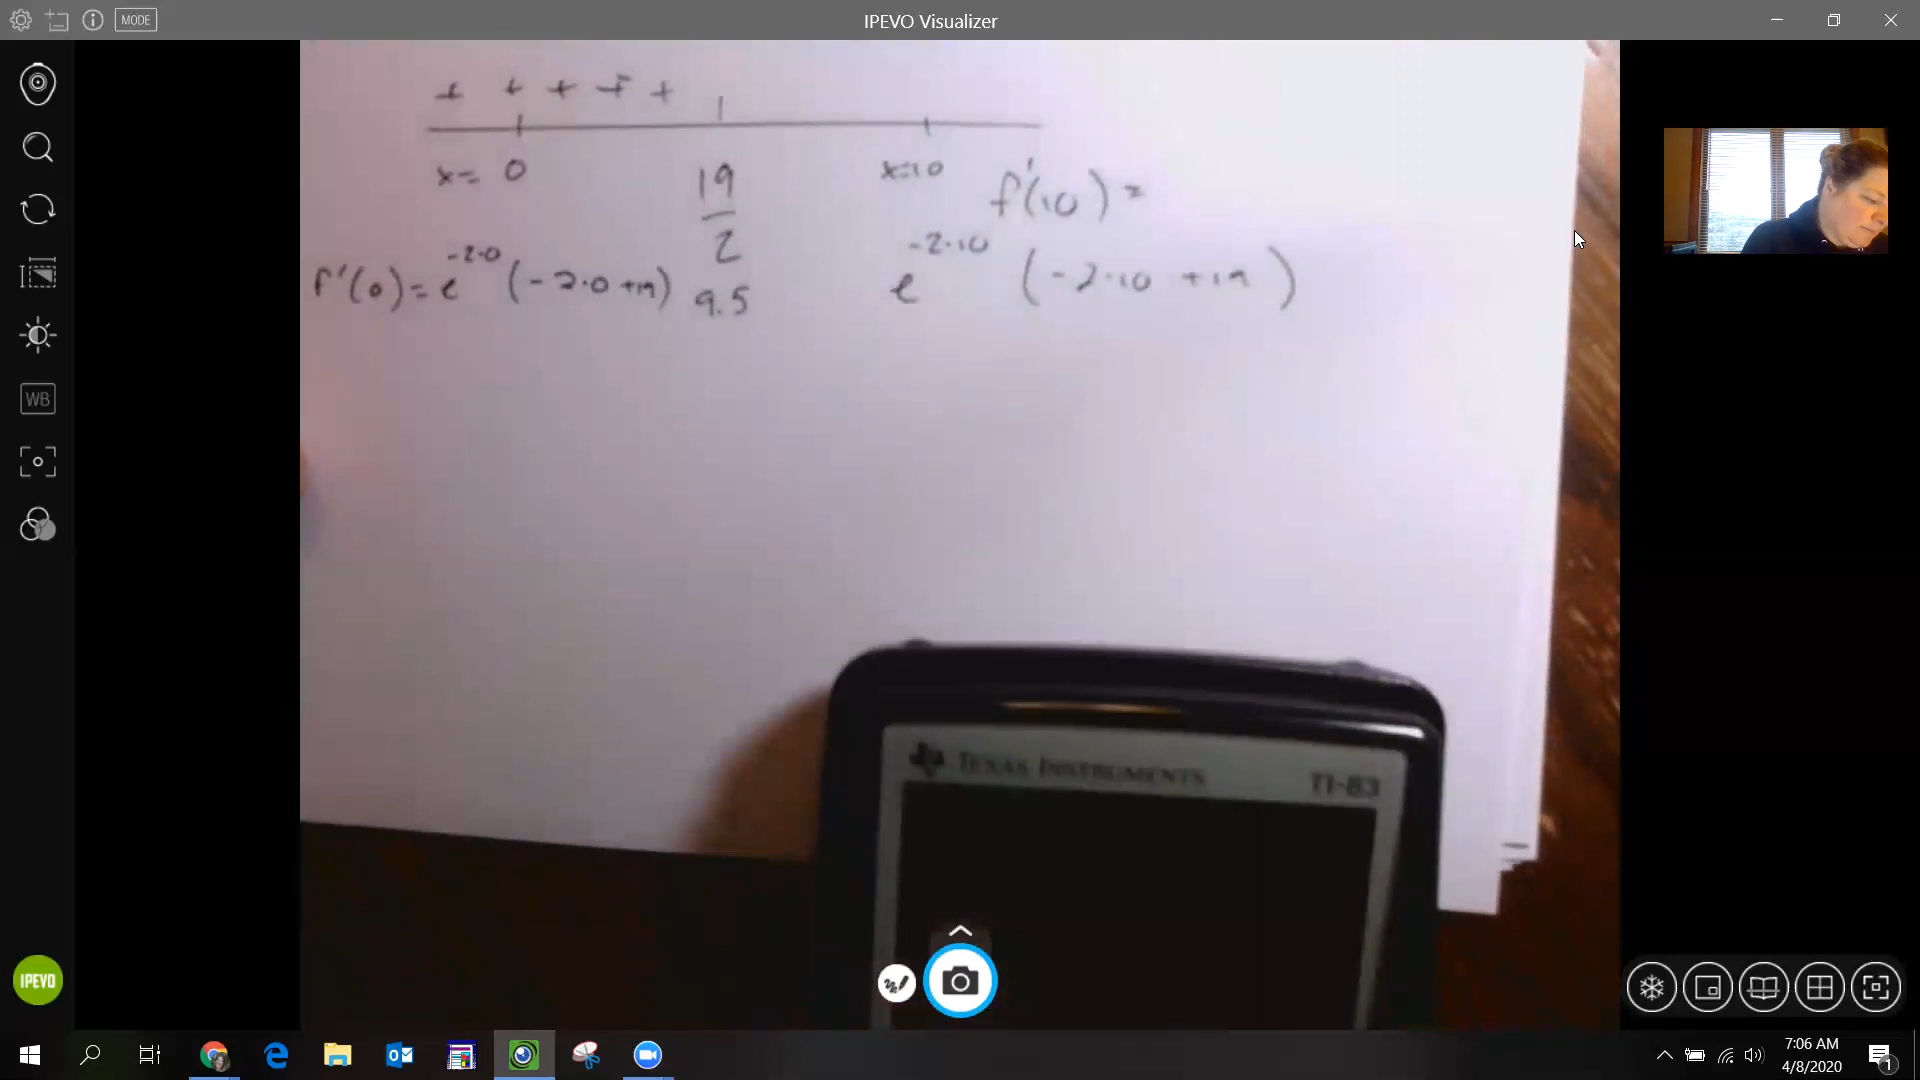 MODE
IPEVO Visualizer
+ + + + +
x= 0
19
2
9.5
x=10
f'(10) =
f'(0) = e^-2·0 (-2·0 +19)
e^-2·10 (-2·10 +19)
WB
TEXAS INSTRUMENTS TI-83
IPEVO
7:06 AM
4/8/2020
1